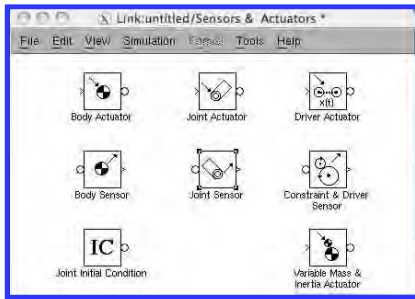 Link:untitled/Sensors & Actuators *
File Edit View Simulation Format Tools Help
x(t)
Body Actuator Joint Actuator Driver Actuator
Body Sensor Joint Sensor Constraint & Driver
Sensor
IC
Joint Initial Condition Variable Mass &
Inertia Actuator